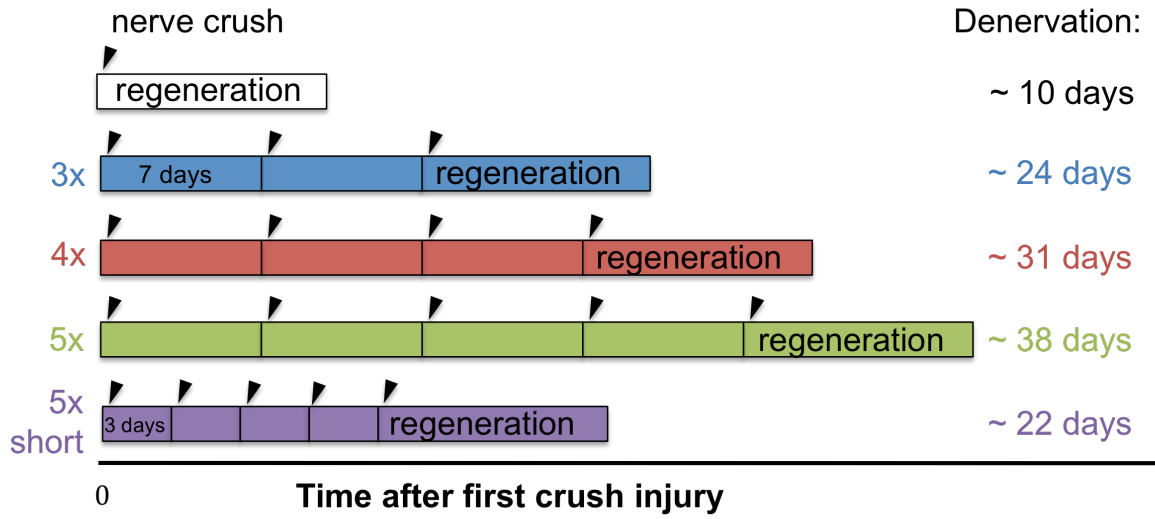 nerve crush
Denervation:
regeneration
~ 10 days
3x
7 days
regeneration
~ 24 days
4x
regeneration
~ 31 days
5x
regeneration
~ 38 days
5x
short
3 days
regeneration
~ 22 days
0
Time after first crush injury